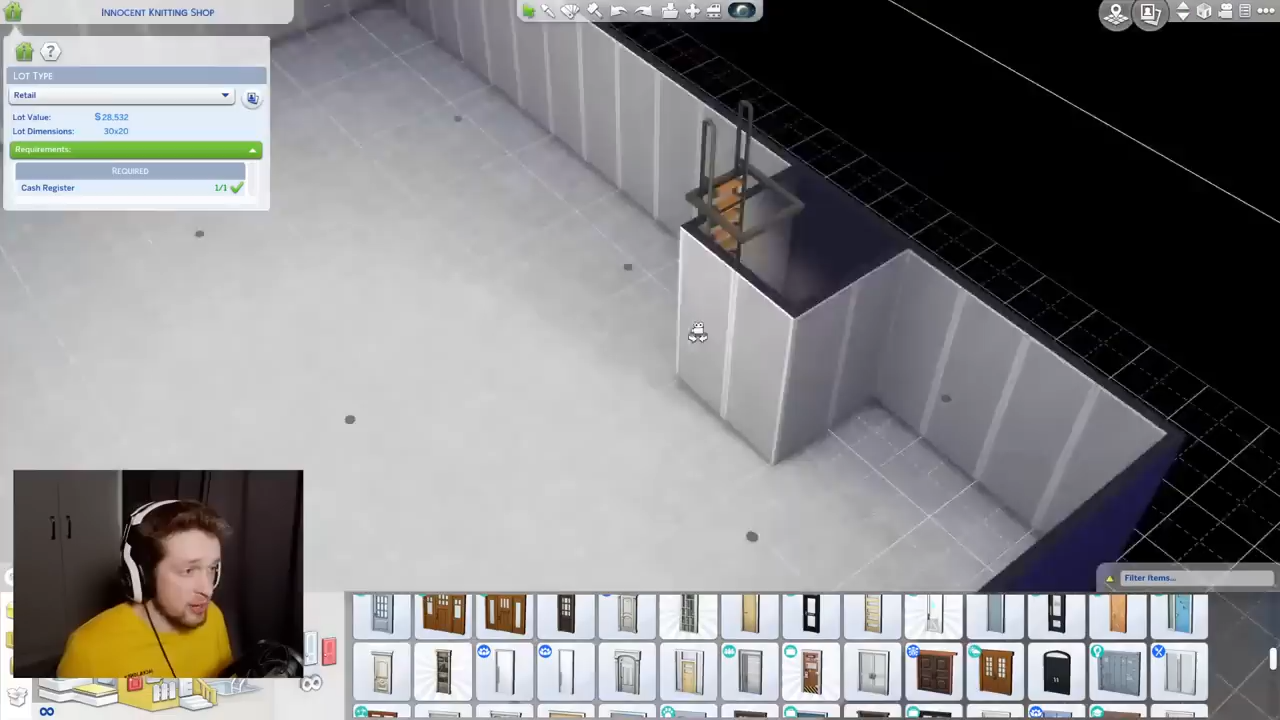 INNOCENT KNITTING SHOP
LOT TYPE
Retail
Lot Value: $28,532
Lot Dimensions: 30x20
Requirements:
REQUIRED
Cash Register 1/1
Filter Items...